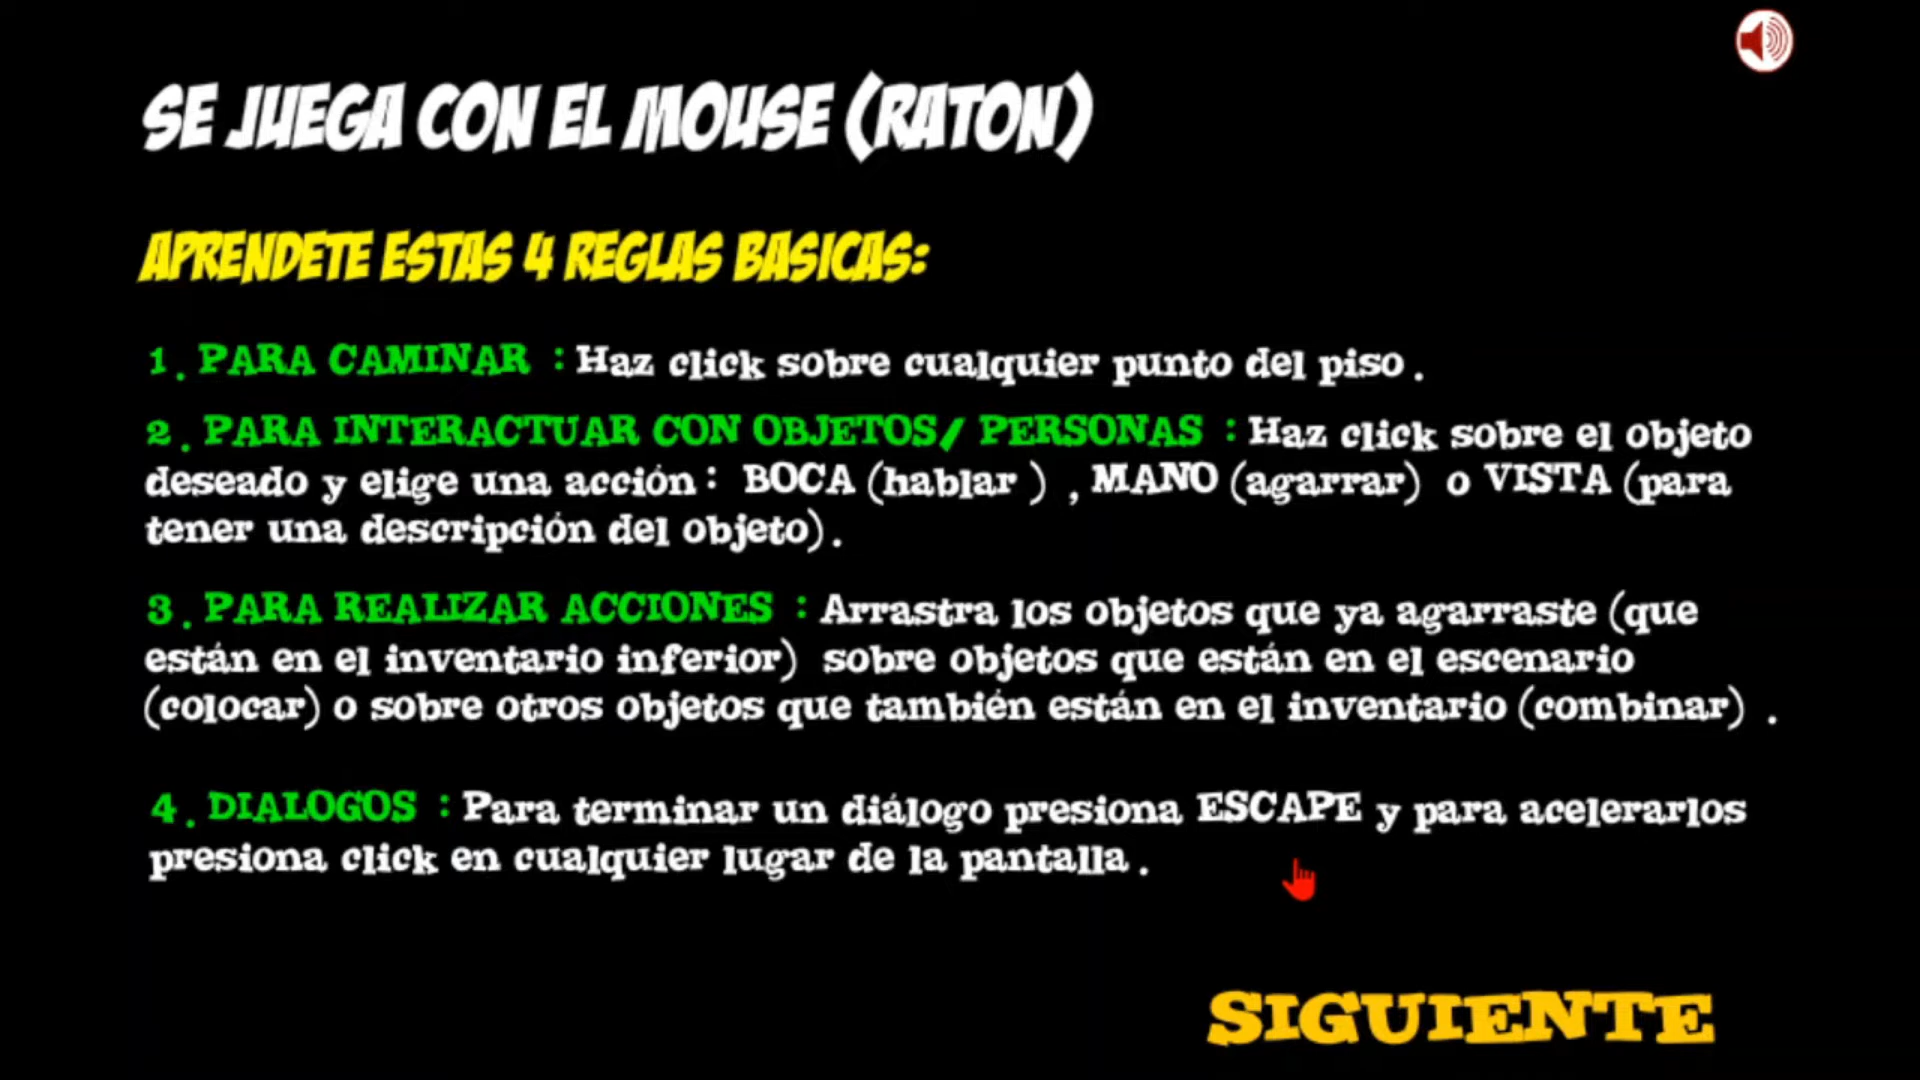 SE JUEGA CON EL MOUSE (RATON)
APRENDETE ESTAS 4 REGLAS BASICAS:
1. PARA CAMINAR : Haz click sobre cualquier punto del piso.
2. PARA INTERACTUAR CON OBJETOS/ PERSONAS : Haz click sobre el objeto
deseado y elige una acción: BOCA (hablar ) , MANO (agarrar) o VISTA (para
tener una descripción del objeto).
3. PARA REALIZAR ACCIONES : Arrastra los objetos que ya agarraste (que
están en el inventario inferior) sobre objetos que están en el escenario
(colocar) o sobre otros objetos que también están en el inventario (combinar) .
4. DIALOGOS : Para terminar un diálogo presiona ESCAPE y para acelerarlos
presiona click en cualquier lugar de la pantalla.
SIGUIENTE